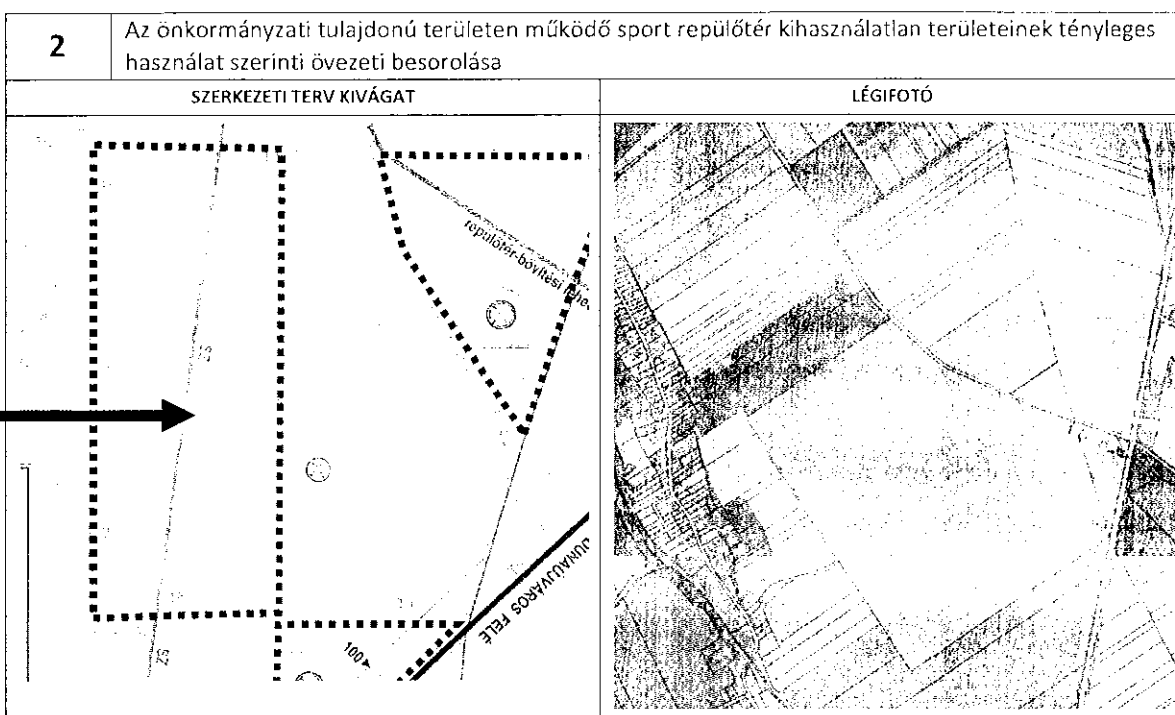 2
Az önkormányzati tulajdonú területen működő sport repülőtér kihasználatlan területeinek tényleges
használat szerinti övezeti besorolása
SZERKEZETI TERV KIVÁGAT
LÉGIFOTÓ
repülőtér-bővítési
DUNAÚJVÁROS FELÉ
100